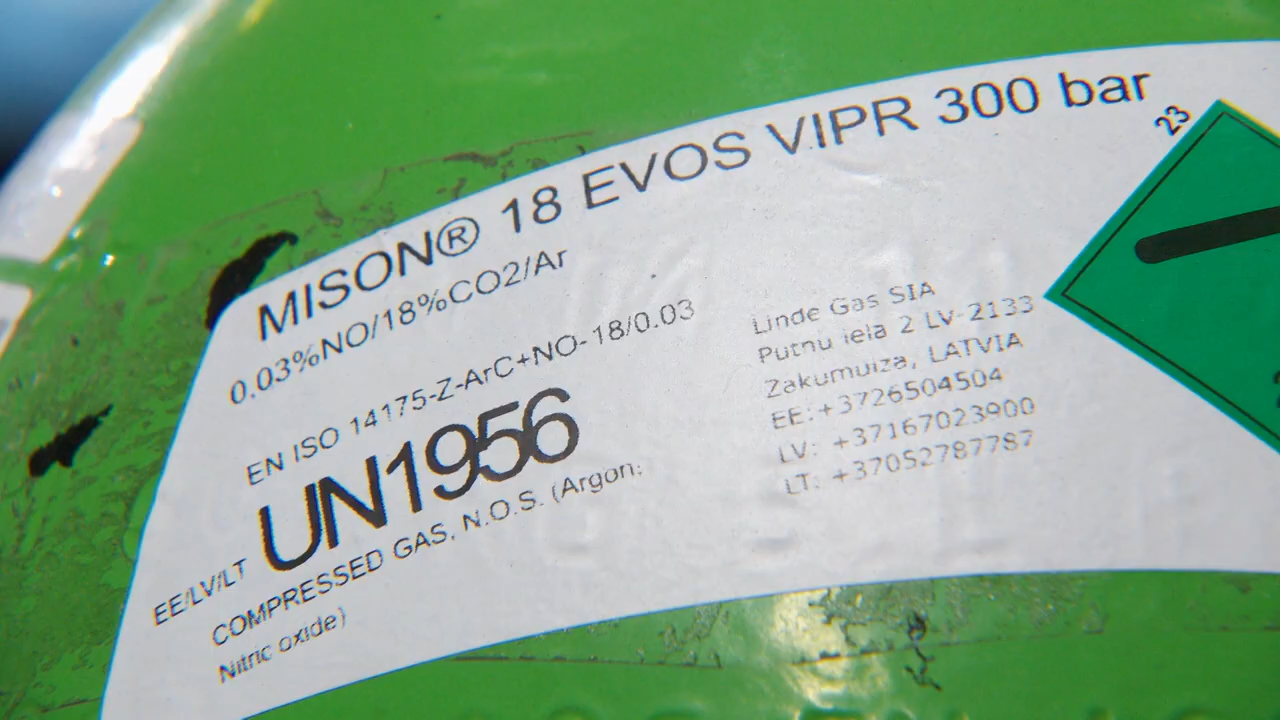 MISON® 18 EVOS VIPR 300 bar
0.03%NO/18%CO2/Ar
EN ISO 14175-Z-ArC+NO-18/0.03
UN1956
EE/LV/LT
COMPRESSED GAS, N.O.S. (Argon;
Nitric oxide)
Linde Gas SIA
Putnu iela 2 LV-2133
Zakumuiza, LATVIA
EE:+3726504504
LV: +37167023900
LT: +37052787787
23